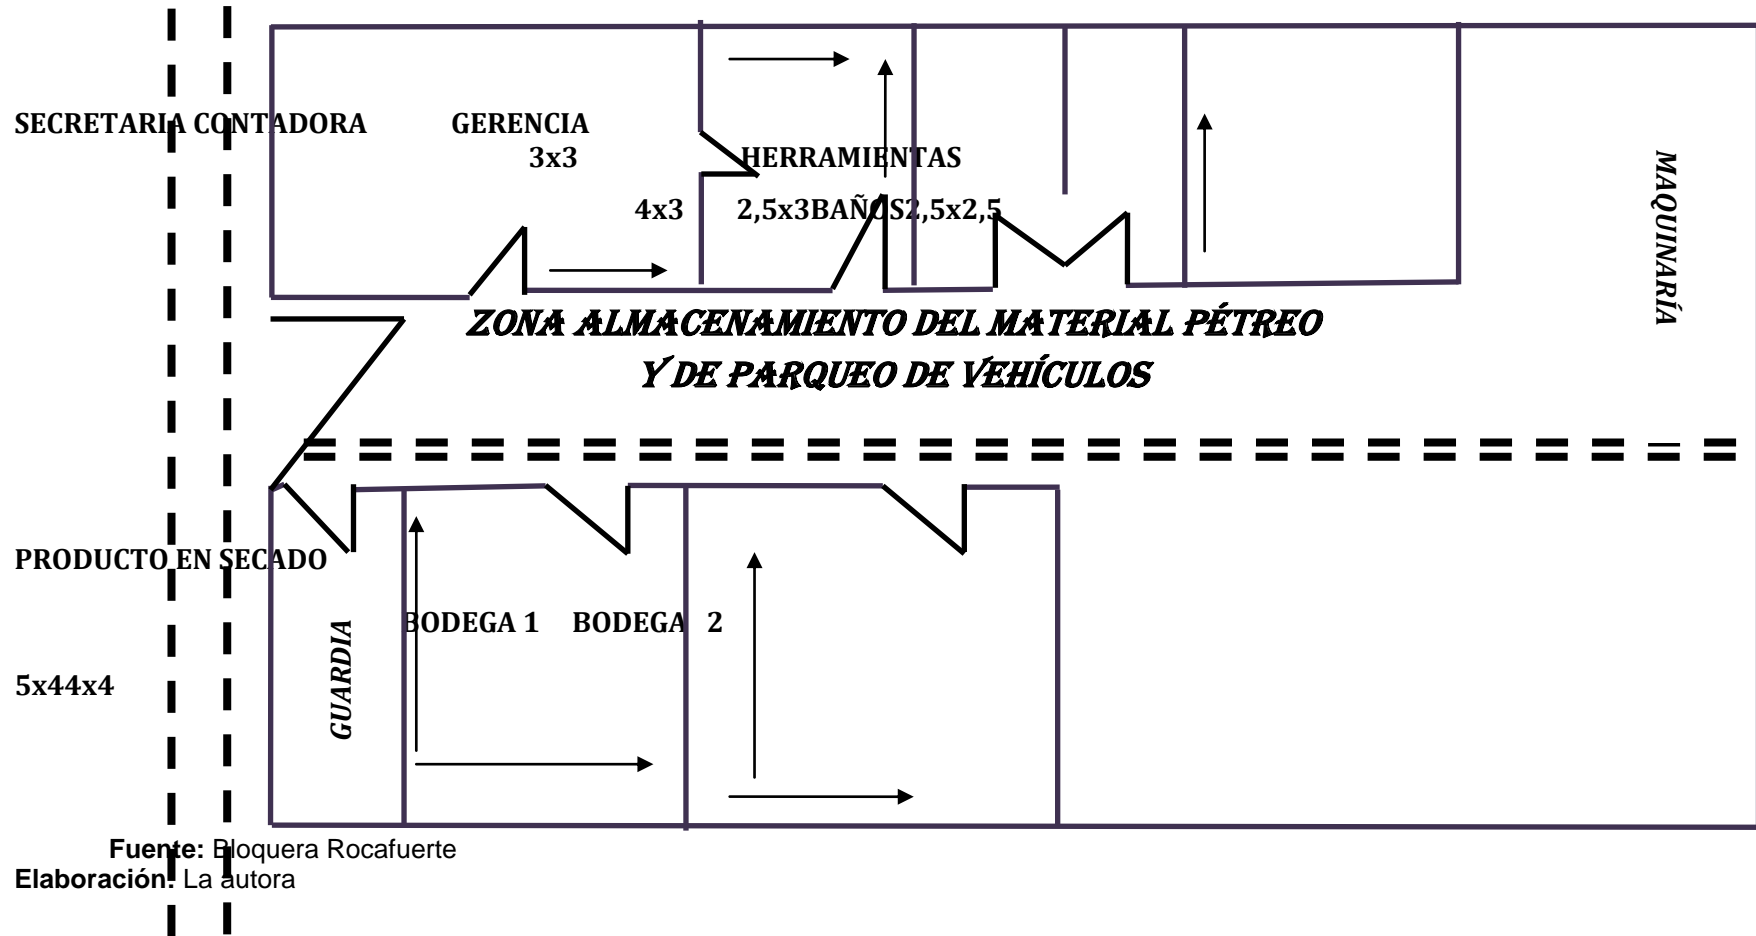 SECRETARIA CONTADORA GERENCIA
3x3 HERRAMIENTAS
4x3 2,5x3BAÑOS2,5x2,5
MAQUINARÍA
ZONA ALMACENAMIENTO DEL MATERIAL PÉTREO
Y DE PARQUEO DE VEHÍCULOS
PRODUCTO EN SECADO
BODEGA 1 BODEGA 2
GUARDIA
5x44x4
Fuente: Bloquera Rocafuerte
Elaboración: La autora